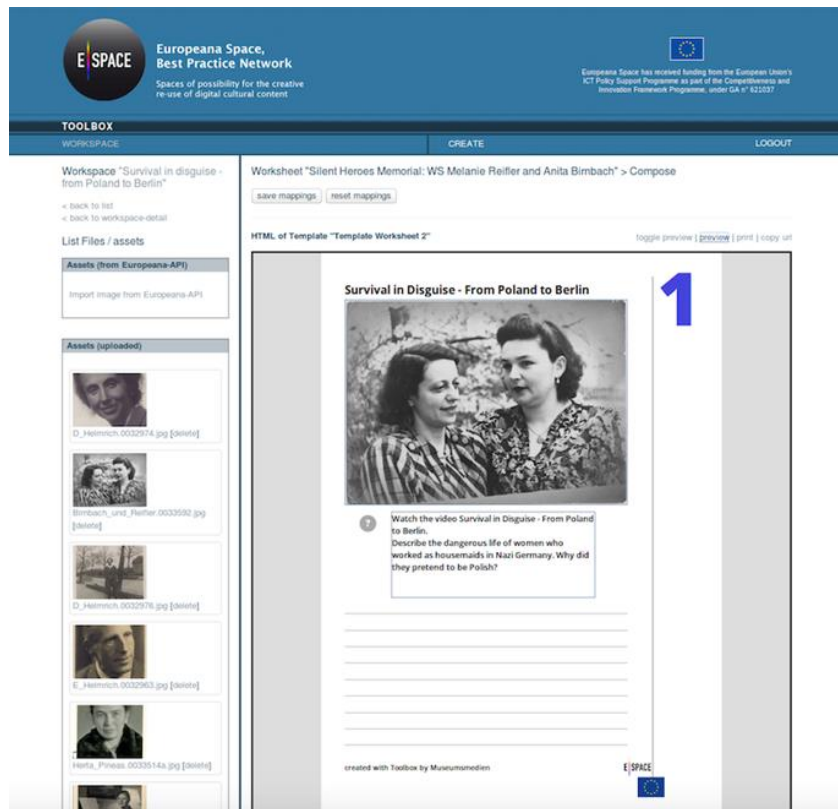 E SPACE
Europeana Space,
Best Practice
Network
Spaces of possibility for the creative
re-use of digital cultural content
Europeana Space has received funding from the European Union's
ICT Policy Support Programme as part of the Competitiveness and
Innovation Framework Programme, under GA n° 621037
TOOLBOX
WORKSPACE
CREATE
LOGOUT
Workspace "Survival in disguise -
from Poland to Berlin"
< back to list
< back to workspace-detail
List Files / assets
Assets (from Europeana-API)
Import image from Europeana-API
Assets (uploaded)
D_Helmrich.0032974.jpg [delete]
Birnbach_und_Reifler.0033592.jpg
[delete]
D_Helmrich.0032976.jpg [delete]
E_Helmrich.0032963.jpg [delete]
Herta_Pineas.0033514a.jpg [delete]
Worksheet "Silent Heroes Memorial: WS Melanie Reifler and Anita Birnbach" > Compose
save mappings
reset mappings
HTML of Template "Template Worksheet 2"
toggle preview | preview | print | copy url
Survival in Disguise - From Poland to Berlin
1
?
Watch the video Survival in Disguise - From Poland
to Berlin.
Describe the dangerous life of women who
worked as housemaids in Nazi Germany. Why did
they pretend to be Polish?
created with Toolbox by Museumsmedien
E SPACE